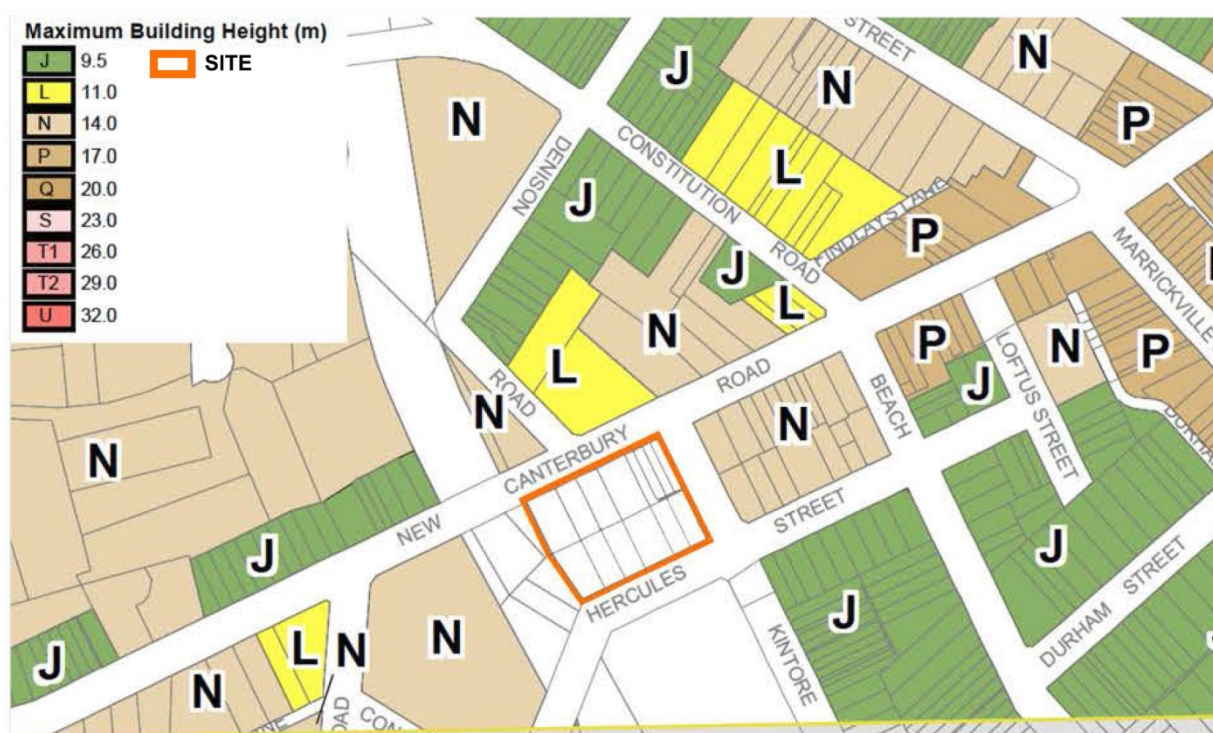 Maximum Building Height (m)
J 9.5
SITE
L 11.0
N 14.0
P 17.0
Q 20.0
S 23.0
T1 26.0
T2 29.0
U 32.0
STREET
J
N
N
N
P
DENISON
CONSTITUTION
ROAD
L
J
FINDLAYS LANE
P
J
L
MARRICKVILLE
N
ROAD
P
N
P
L
ROAD
BEACH
J
LOFTUS STREET
N
N
CANTERBURY
NEW
N
STREET
J
J
HERCULES
J
KINTORE
DURHAM STREET
J
L
N
N
N